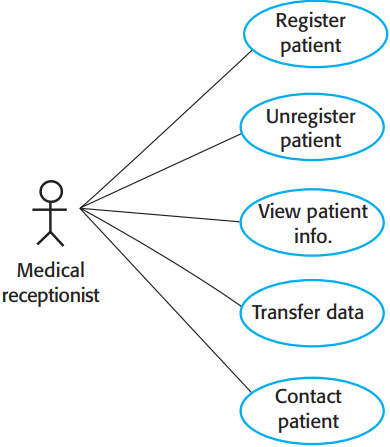 Register
patient
Unregister
patient
View patient
info.
Medical
receptionist
Transfer data
Contact
patient